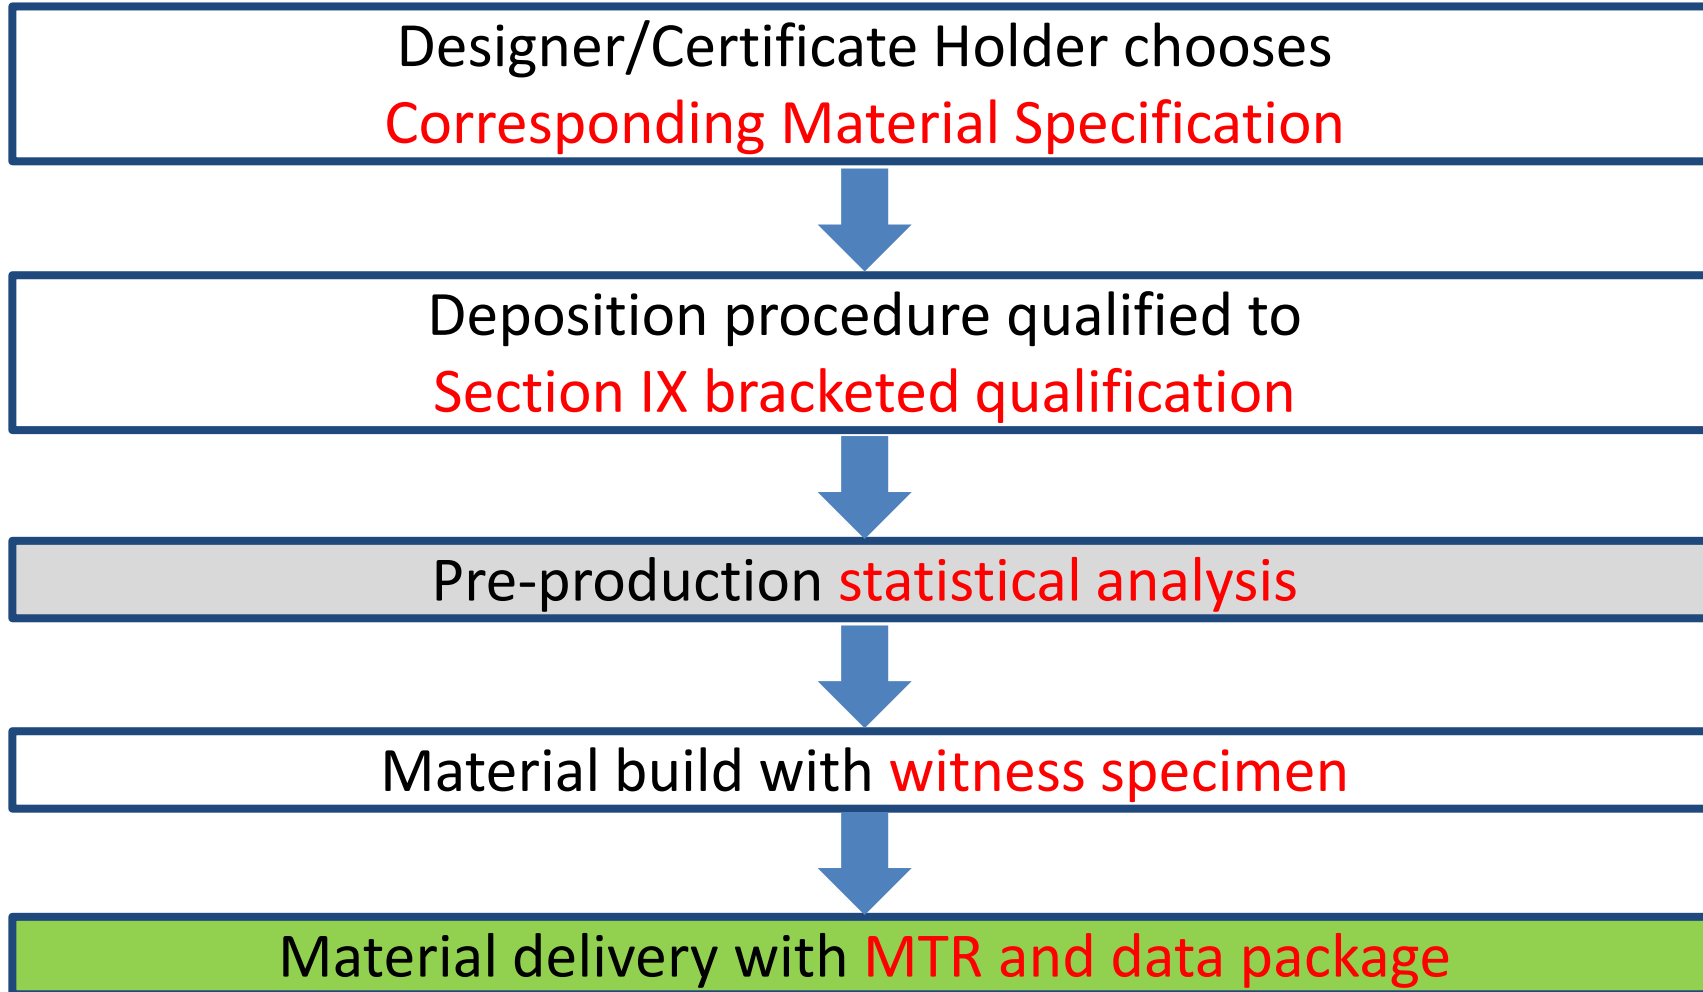 Designer/Certificate Holder chooses
Corresponding Material Specification
Deposition procedure qualified to
Section IX bracketed qualification
Pre-production statistical analysis
Material build with witness specimen
Material delivery with MTR and data package